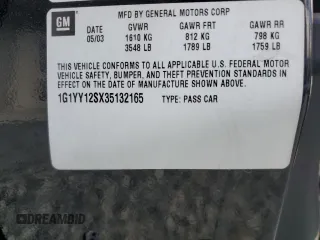 GM
MFD BY GENERAL MOTORS CORP
DATE GVWR GAWR FRT GAWR RR
05/03 1610 KG 812 KG 798 KG
3548 LB 1789 LB 1759 LB
THIS VEHICLE CONFORMS TO ALL APPLICABLE U.S. FEDERAL MOTOR
VEHICLE SAFETY, BUMPER, AND THEFT PREVENTION STANDARDS
IN EFFECT ON THE DATE OF MANUFACTURE SHOWN ABOVE.
1G1YY12SX35132165 TYPE: PASS CAR
DREAMBID